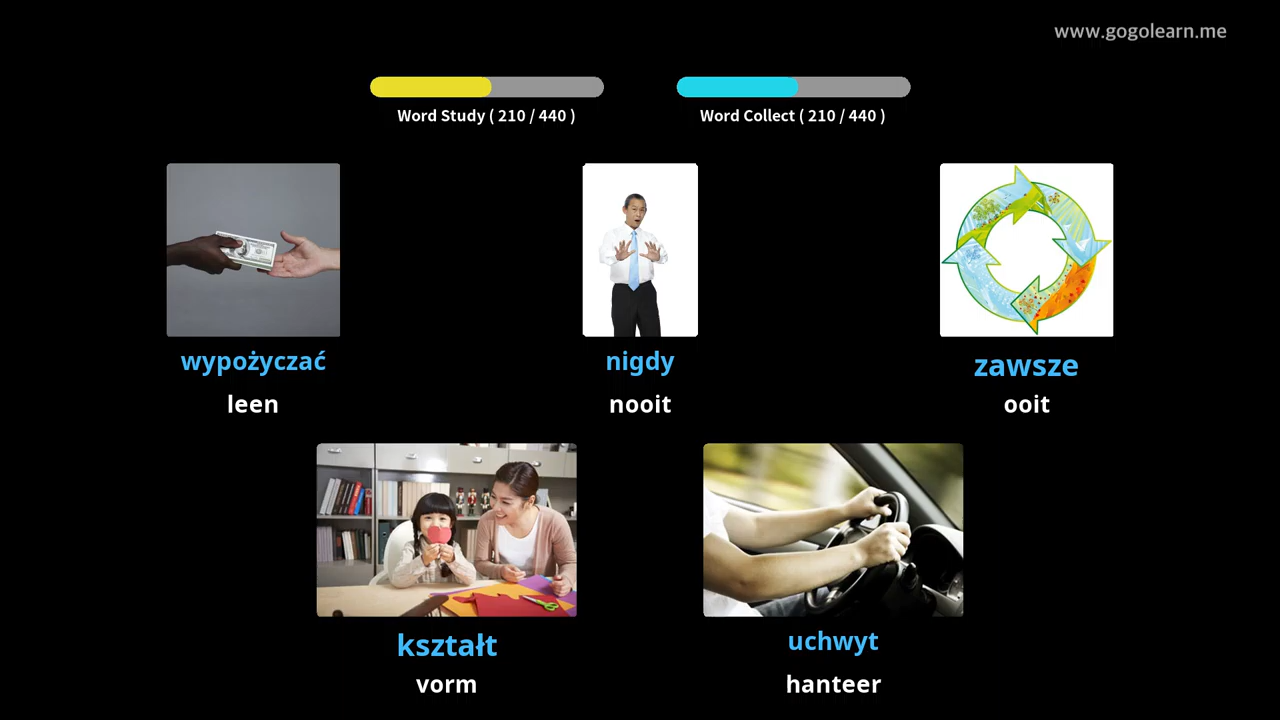 www.gogolearn.me
Word Study ( 210 / 440 )
Word Collect ( 210 / 440 )
wypożyczać
leen
nigdy
nooit
zawsze
ooit
kształt
vorm
uchwyt
hanteer